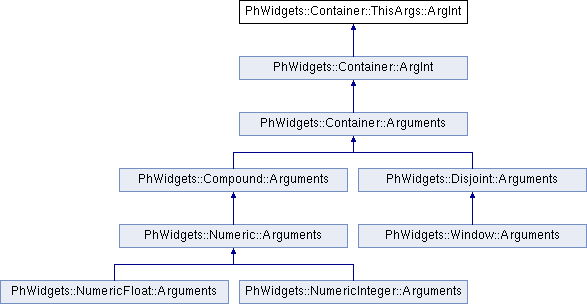 PhWidgets::Container::ThisArgs::ArgInt
PhWidgets::Container::ArgInt
PhWidgets::Container::Arguments
PhWidgets::Compound::Arguments
PhWidgets::Disjoint::Arguments
PhWidgets::Numeric::Arguments
PhWidgets::Window::Arguments
PhWidgets::NumericFloat::Arguments
PhWidgets::NumericInteger::Arguments